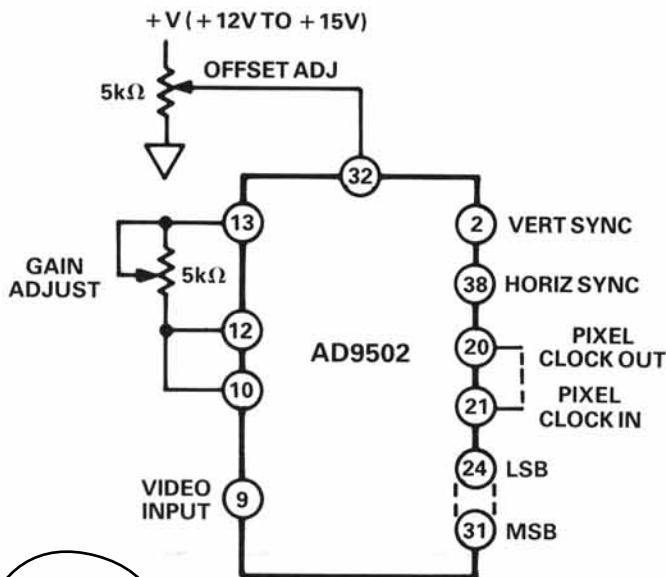 +V (+12V TO +15V)
OFFSET ADJ
5kΩ
32
13
2 VERT SYNC
GAIN
ADJUST
5kΩ
38 HORIZ SYNC
12
AD9502
20
PIXEL
CLOCK OUT
10
21
PIXEL
CLOCK IN
24 LSB
VIDEO
INPUT
9
31 MSB